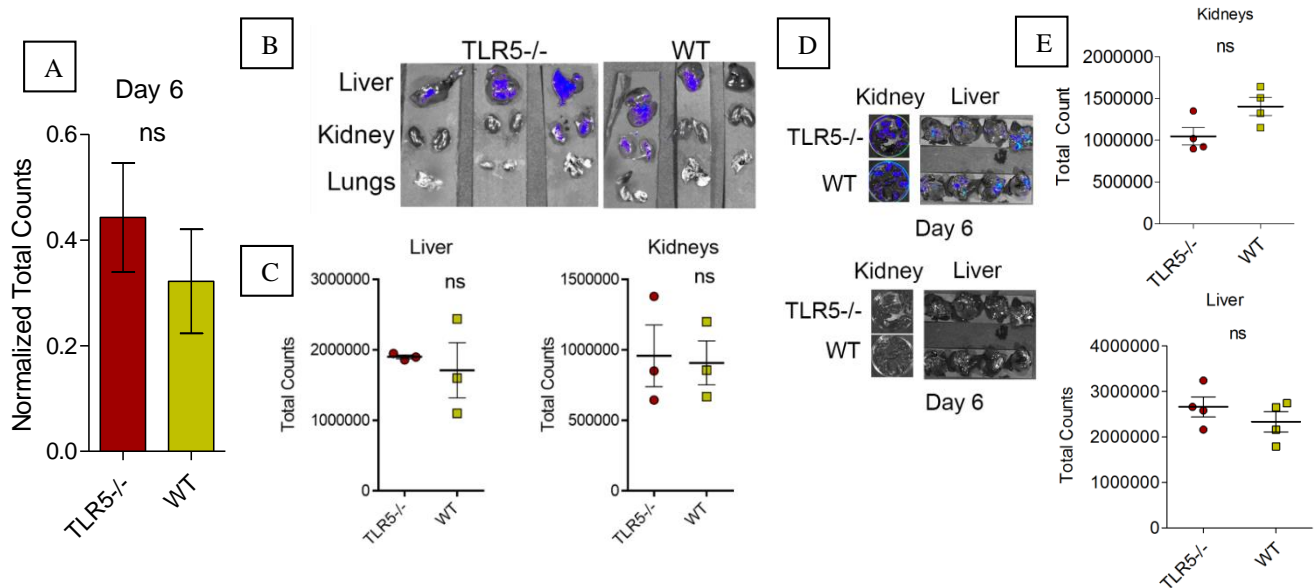 A
Day 6
ns
0.6
0.4
0.2
0.0
Normalized Total Counts
TLR5-/-
WT
B
TLR5-/-
WT
Liver
Kidney
Lungs
C
Liver
ns
3000000
2000000
1000000
0
Total Counts
TLR5-/-
WT
Kidneys
ns
1500000
1000000
500000
0
Total Counts
TLR5-/-
WT
D
Kidney
Liver
TLR5-/-
WT
Day 6
Kidney
Liver
TLR5-/-
WT
Day 6
E
Kidneys
ns
2000000
1500000
1000000
500000
0
Total Count
TLR5-/-
WT
Liver
ns
4000000
3000000
2000000
1000000
0
Total Counts
TLR5-/-
WT